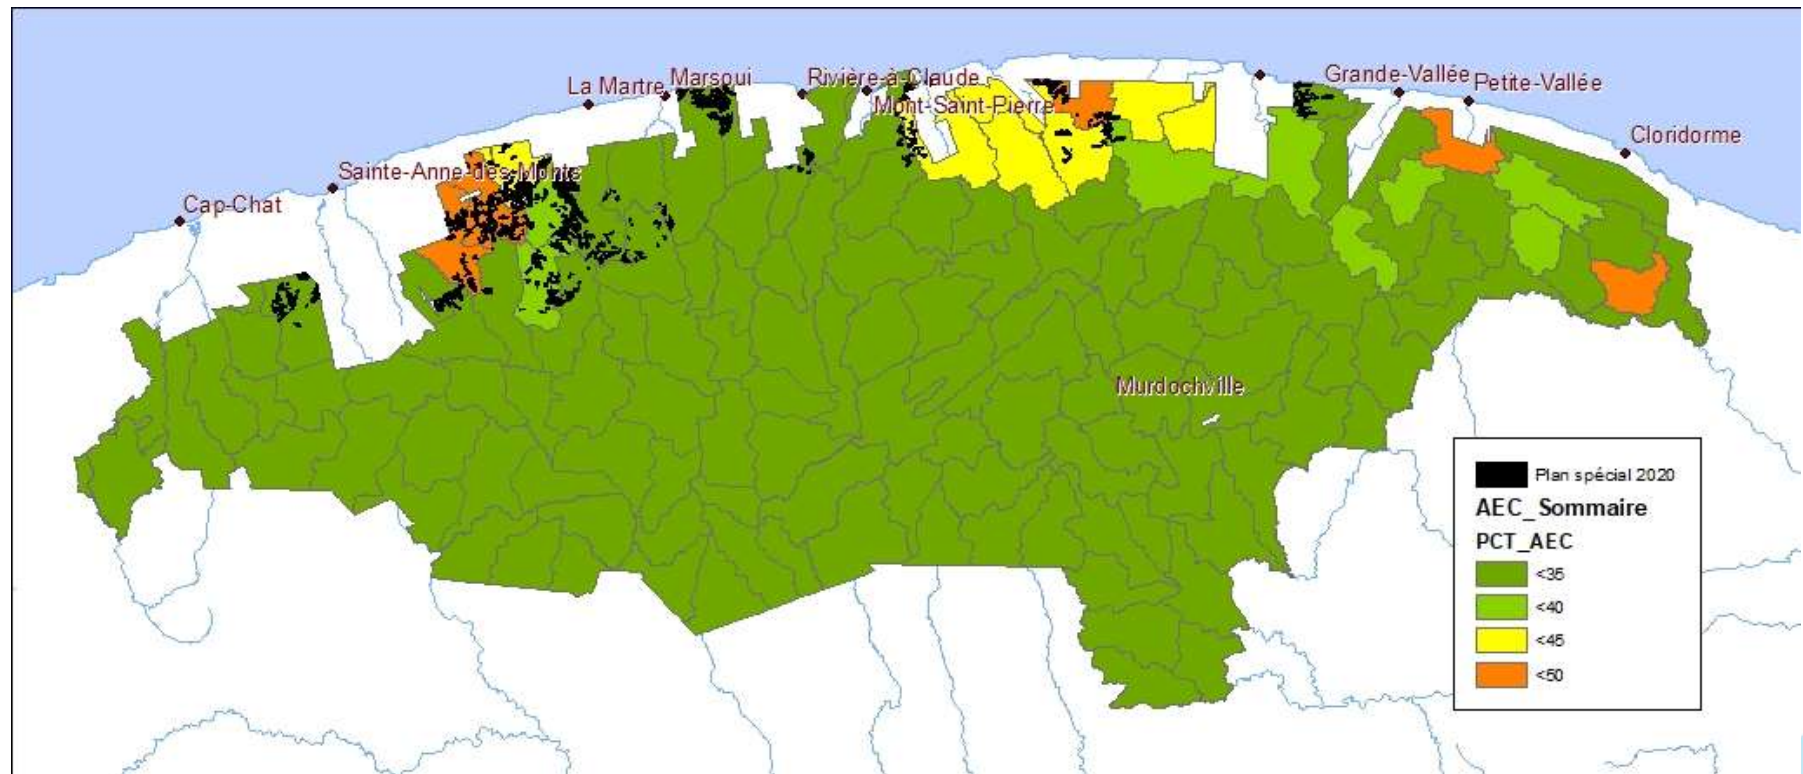 La Martre
Marsoui
Rivière-à-Claude
Mont-Saint-Pierre
Grande-Vallée
Petite-Vallée
Cloridorme
Sainte-Anne-des-Monts
Cap-Chat
Murdochville
Plan spécial 2020
AEC_Sommaire
PCT_AEC
<35
<40
<45
<50